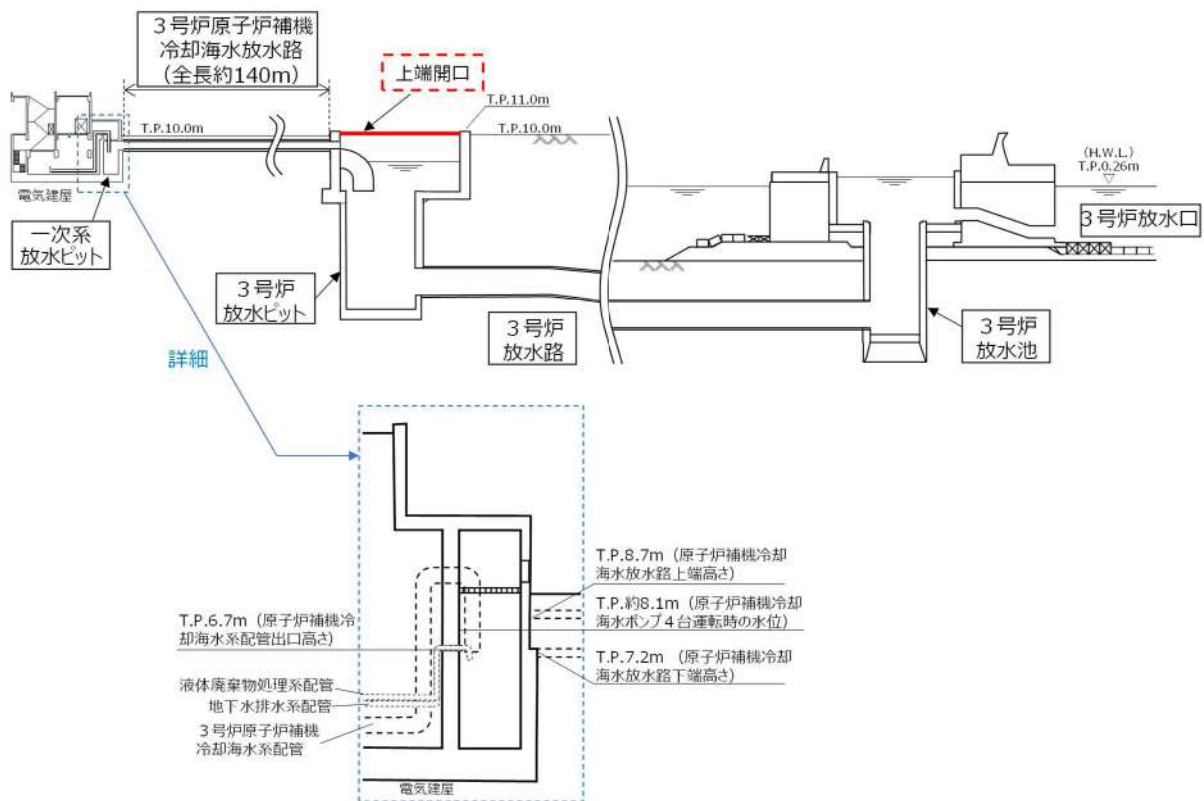 ３号炉原子炉補機
冷却海水放水路
（全長約140m）
上端開口
T.P.11.0m
T.P.10.0m
T.P.10.0m
(H.W.L.)
T.P.0.26m
電気建屋
一次系
放水ピット
３号炉
放水ピット
３号炉
放水路
３号炉
放水池
３号炉放水口
詳細
T.P.8.7m（原子炉補機冷却
海水放水路上端高さ）
T.P.約8.1m（原子炉補機冷却
海水ポンプ４台運転時の水位）
T.P.7.2m （原子炉補機冷却
海水放水路下端高さ）
T.P.6.7m（原子炉補機冷
却海水系配管出口高さ）
液体廃棄物処理系配管
地下水排水系配管
３号炉原子炉補機
冷却海水系配管
電気建屋